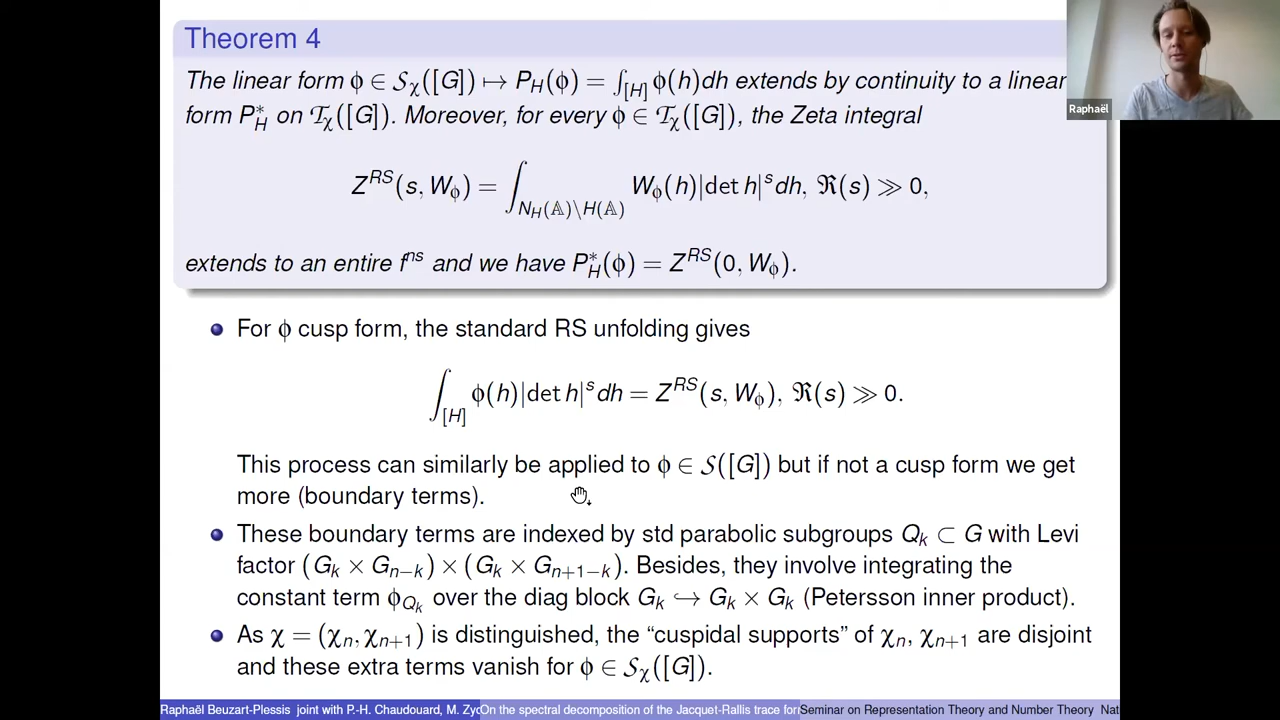 Theorem 4
The linear form ϕ ∈ 𝒮_χ([G]) ↦ P_H(ϕ) = ∫_{[H]} ϕ(h)dh extends by continuity to a linear
form P*_H on 𝒯_χ([G]). Moreover, for every ϕ ∈ 𝒯_χ([G]), the Zeta integral
Z^{RS}(s, W_ϕ) = ∫_{N_H(𝔸)\H(𝔸)} W_ϕ(h)|det h|^s dh, ℜ(s) ≫ 0,
extends to an entire f^{ns} and we have P*_H(ϕ) = Z^{RS}(0, W_ϕ).
For ϕ cusp form, the standard RS unfolding gives
∫_{[H]} ϕ(h)|det h|^s dh = Z^{RS}(s, W_ϕ), ℜ(s) ≫ 0.
This process can similarly be applied to ϕ ∈ 𝒮([G]) but if not a cusp form we get
more (boundary terms).
These boundary terms are indexed by std parabolic subgroups Q_k ⊂ G with Levi
factor (G_k × G_{n−k}) × (G_k × G_{n+1−k}). Besides, they involve integrating the
constant term ϕ_{Q_k} over the diag block G_k ↪ G_k × G_k (Petersson inner product).
As χ = (χ_n, χ_{n+1}) is distinguished, the “cuspidal supports” of χ_n, χ_{n+1} are disjoint
and these extra terms vanish for ϕ ∈ 𝒮_χ([G]).
Raphaël
Raphaël Beuzart-Plessis joint with P.-H. Chaudouard, M. Zyd
On the spectral decomposition of the Jacquet-Rallis trace for
Seminar on Representation Theory and Number Theory Nat